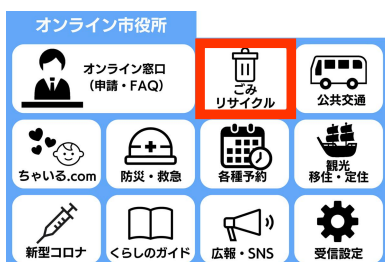 オンライン市役所
オンライン窓口
(申請・FAQ)
ごみ
リサイクル
公共交通
ちゃいる.com
防災・救急
各種予約
観光
移住・定住
新型コロナ
くらしのガイド
広報・SNS
受信設定